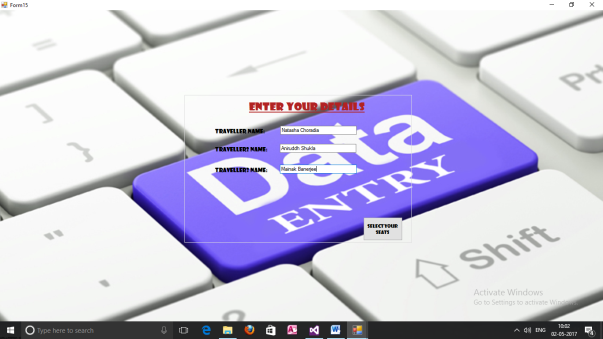 Form15
Prt
ENTER YOUR DETAILS
TRAVELLER NAME: Natasha Choradia
TRAVELLER2 NAME: Aniruddh Shukla
TRAVELLER3 NAME: Mainak Banerjee
Data
ENTRY
SELECT YOUR
SEATS
Shift
Activate Windows
Go to Settings to activate Windows.
Type here to search
ENG
10:02
02-05-2017